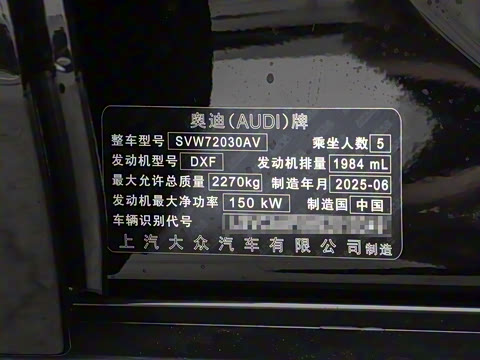 奥迪(AUDI)牌
整车型号 SVW72030AV 乘坐人数 5
发动机型号 DXF 发动机排量 1984 mL
最大允许总质量 2270kg 制造年月 2025-06
发动机最大净功率 150 kW 制造国 中国
车辆识别代号
上汽大众汽车有限公司制造